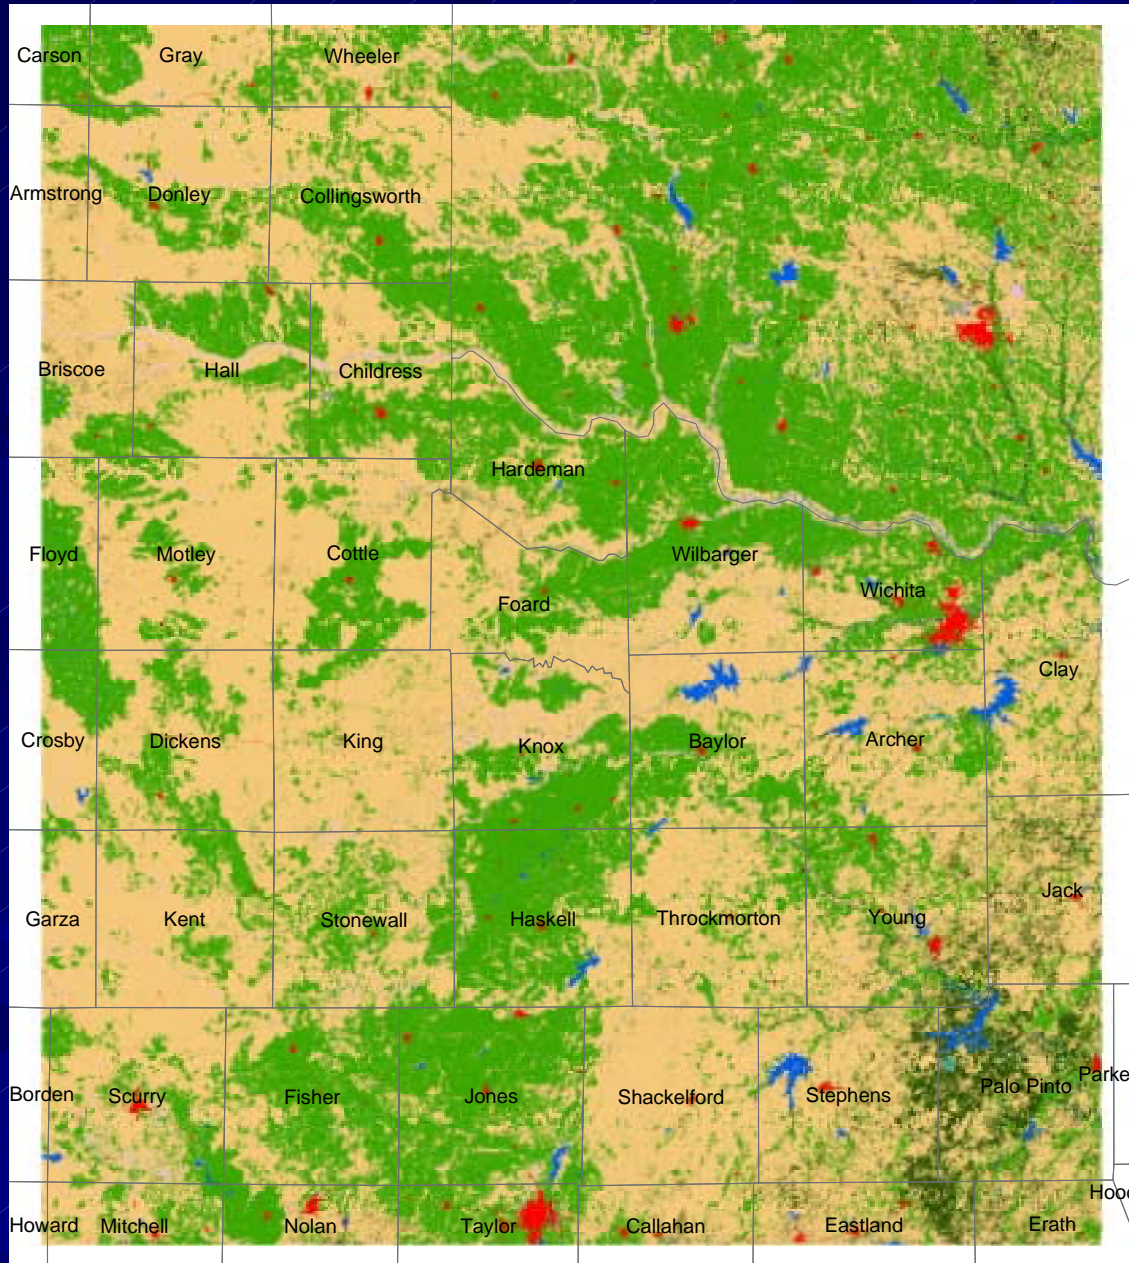 Carson Gray Wheeler
Armstrong Donley Collingsworth
Briscoe Hall Childress
Hardeman
Floyd Motley Cottle Wilbarger
Foard Wichita
Clay
Crosby Dickens King Knox Baylor Archer
Jack
Garza Kent Stonewall Haskell Throckmorton Young
Borden Scurry Fisher Jones Shackelford Stephens Palo Pinto Parke
Hoo
Howard Mitchell Nolan Taylor Callahan Eastland Erath